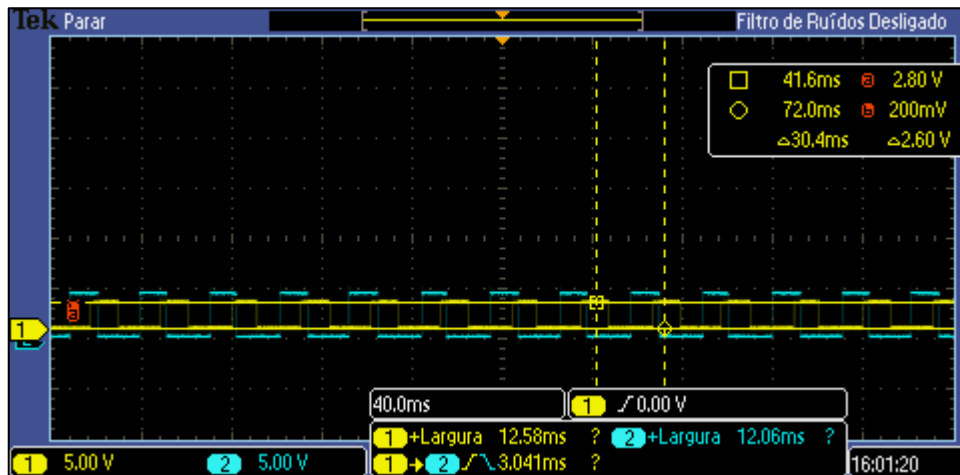 Tek Parar Filtro de Ruídos Desligado
41.6ms a 2.80 V
72.0ms b 200mV
△30.4ms △2.60 V
a
1
40.0ms 1 0.00 V
1 +Largura 12.58ms ? 2 +Largura 12.06ms ?
1 → 2 3.041ms ?
1 5.00 V 2 5.00 V 16:01:20